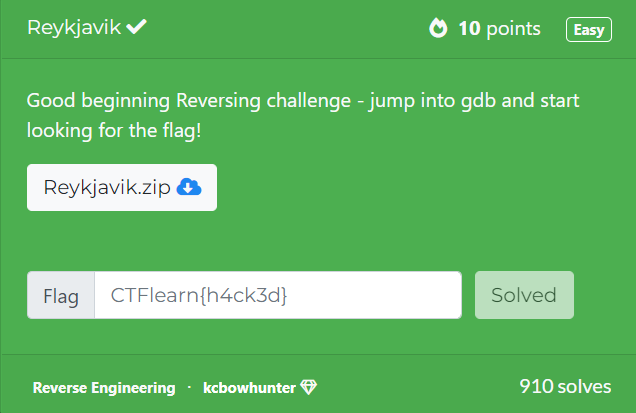 Reykjavik 10 points Easy
Good beginning Reversing challenge - jump into gdb and start
looking for the flag!
Reykjavik.zip
Flag CTFlearn{h4ck3d} Solved
Reverse Engineering · kcbowhunter 910 solves